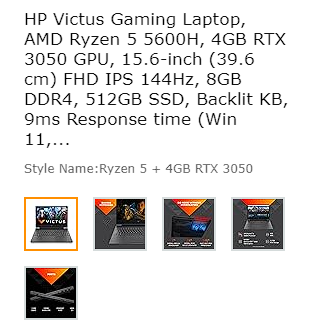 HP Victus Gaming Laptop,
AMD Ryzen 5 5600H, 4GB RTX
3050 GPU, 15.6-inch (39.6
cm) FHD IPS 144Hz, 8GB
DDR4, 512GB SSD, Backlit KB,
9ms Response time (Win
11,...
Style Name:Ryzen 5 + 4GB RTX 3050
VICTUS